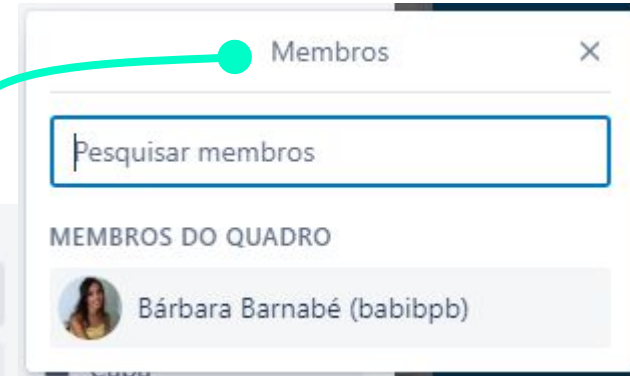 Membros
Pesquisar membros
MEMBROS DO QUADRO
Bárbara Barnabé (babibpb)